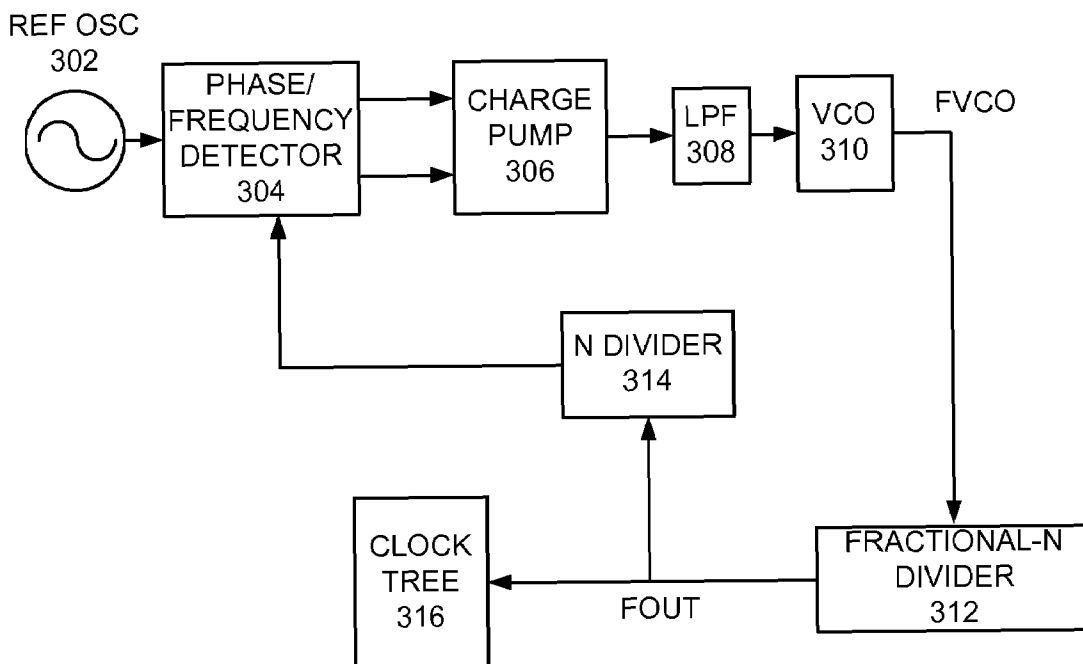 REF OSC
302
PHASE/
FREQUENCY
DETECTOR
304
CHARGE
PUMP
306
LPF
308
VCO
310
FVCO
N DIVIDER
314
CLOCK
TREE
316
FOUT
FRACTIONAL-N
DIVIDER
312